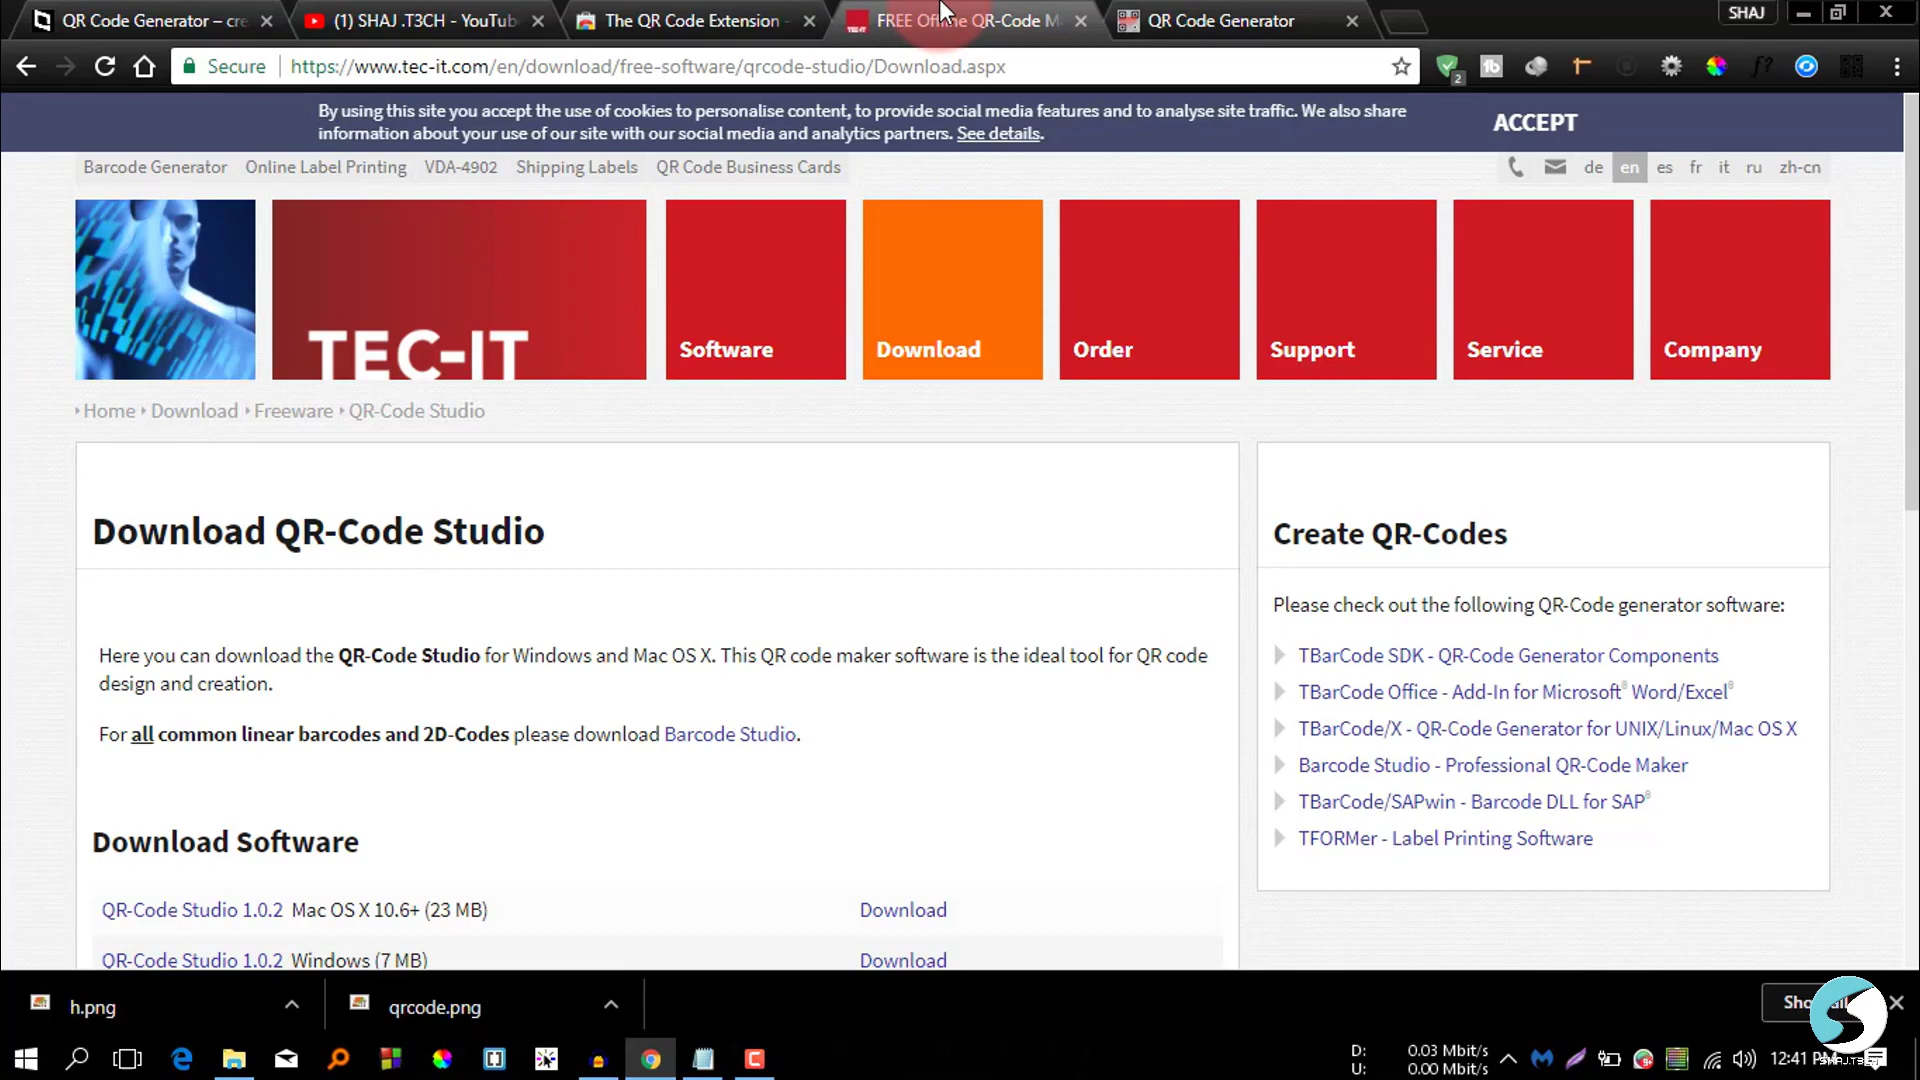 QR Code Generator – cre
(1) SHAJ .T3CH - YouTub
The QR Code Extension -
FREE Offline QR-Code M
QR Code Generator
SHAJ
Secure
https://www.tec-it.com/en/download/free-software/qrcode-studio/Download.aspx
2
f?
By using this site you accept the use of cookies to personalise content, to provide social media features and to analyse site traffic. We also share
information about your use of our site with our social media and analytics partners. See details.
ACCEPT
Barcode Generator
Online Label Printing
VDA-4902
Shipping Labels
QR Code Business Cards
de
en
es
fr
it
ru
zh-cn
TEC-IT
Software
Download
Order
Support
Service
Company
Home
Download
Freeware
QR-Code Studio
Download QR-Code Studio
Here you can download the QR-Code Studio for Windows and Mac OS X. This QR code maker software is the ideal tool for QR code
design and creation.
For all common linear barcodes and 2D-Codes please download Barcode Studio.
Download Software
QR-Code Studio 1.0.2 Mac OS X 10.6+ (23 MB)
Download
QR-Code Studio 1.0.2 Windows (7 MB)
Download
Create QR-Codes
Please check out the following QR-Code generator software:
TBarCode SDK - QR-Code Generator Components
TBarCode Office - Add-In for Microsoft® Word/Excel®
TBarCode/X - QR-Code Generator for UNIX/Linux/Mac OS X
Barcode Studio - Professional QR-Code Maker
TBarCode/SAPwin - Barcode DLL for SAP®
TFORMer - Label Printing Software
h.png
qrcode.png
D: 0.03 Mbit/s
U: 0.00 Mbit/s
12:41 PM